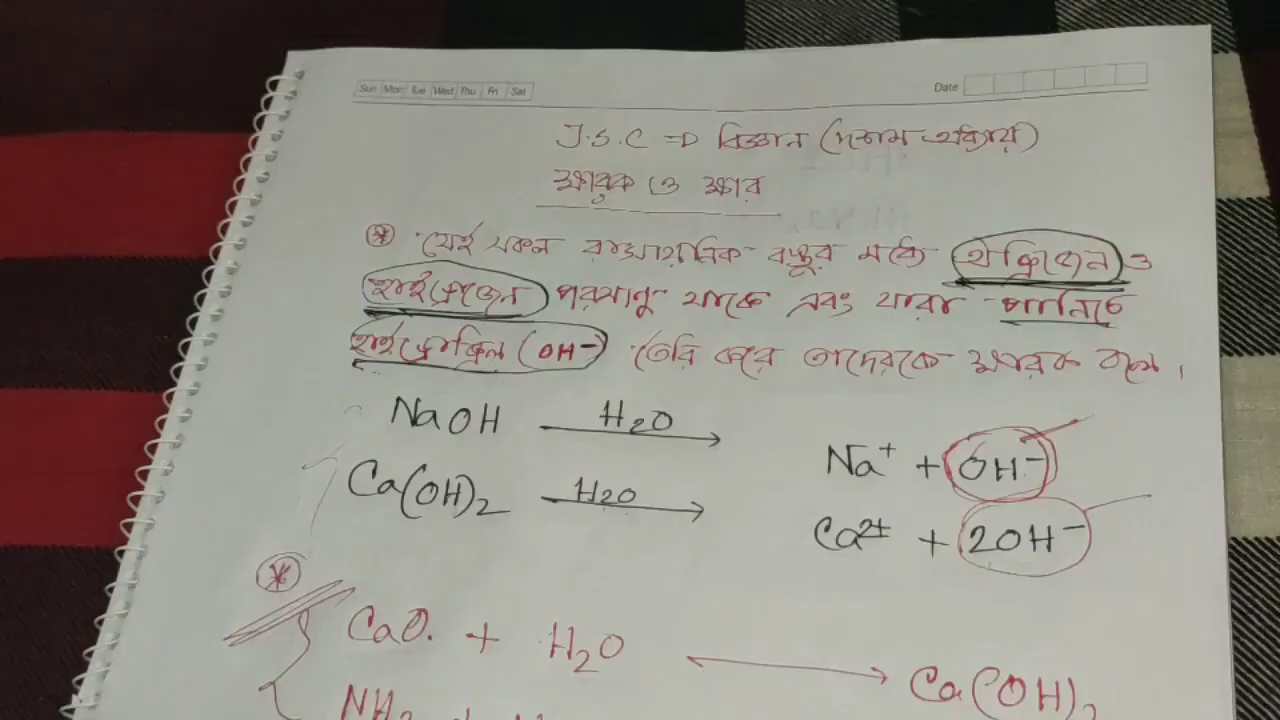 Sun Mon Tue Wed Thu Fri Sat
Date
J.S.C => বিজ্ঞান (দশম অধ্যায়)
ক্ষারক ও ক্ষার
* যেই সকল রাসায়নিক বস্তুর মধ্যে অক্সিজেন ও
হাইড্রোজেন পরমাণু থাকে এবং যারা পানিতে
হাইড্রোক্সিল (OH⁻) তৈরি করে তাদেরকে ক্ষারক বলে।
NaOH H₂O → Na⁺ + OH⁻
Ca(OH)₂ H₂O → Ca²⁺ + 2OH⁻
* CaO. + H₂O ⟷ Ca(OH)₂
NH₃ +